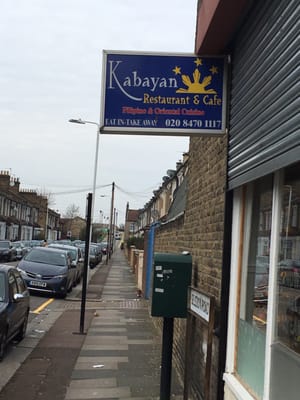 Kabayan
Restaurant & Cafe
Filipino & Oriental Cuisine
EAT IN-TAKE AWAY 020 8470 1117